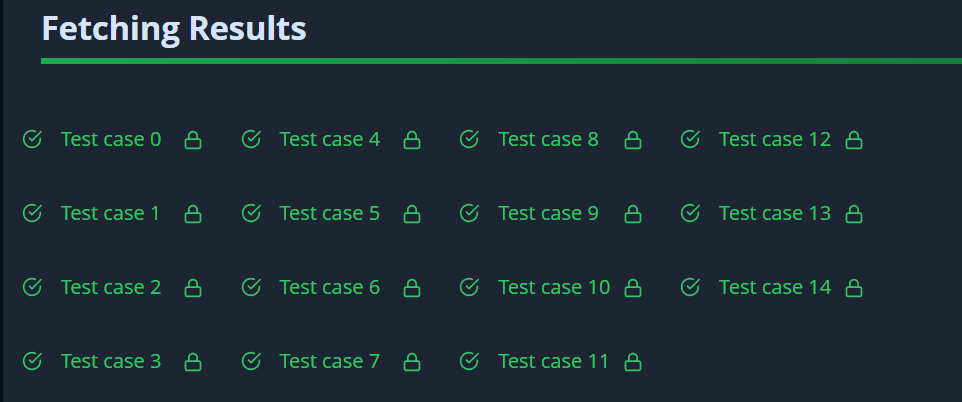 Fetching Results
Test case 0 Test case 4 Test case 8 Test case 12
Test case 1 Test case 5 Test case 9 Test case 13
Test case 2 Test case 6 Test case 10 Test case 14
Test case 3 Test case 7 Test case 11